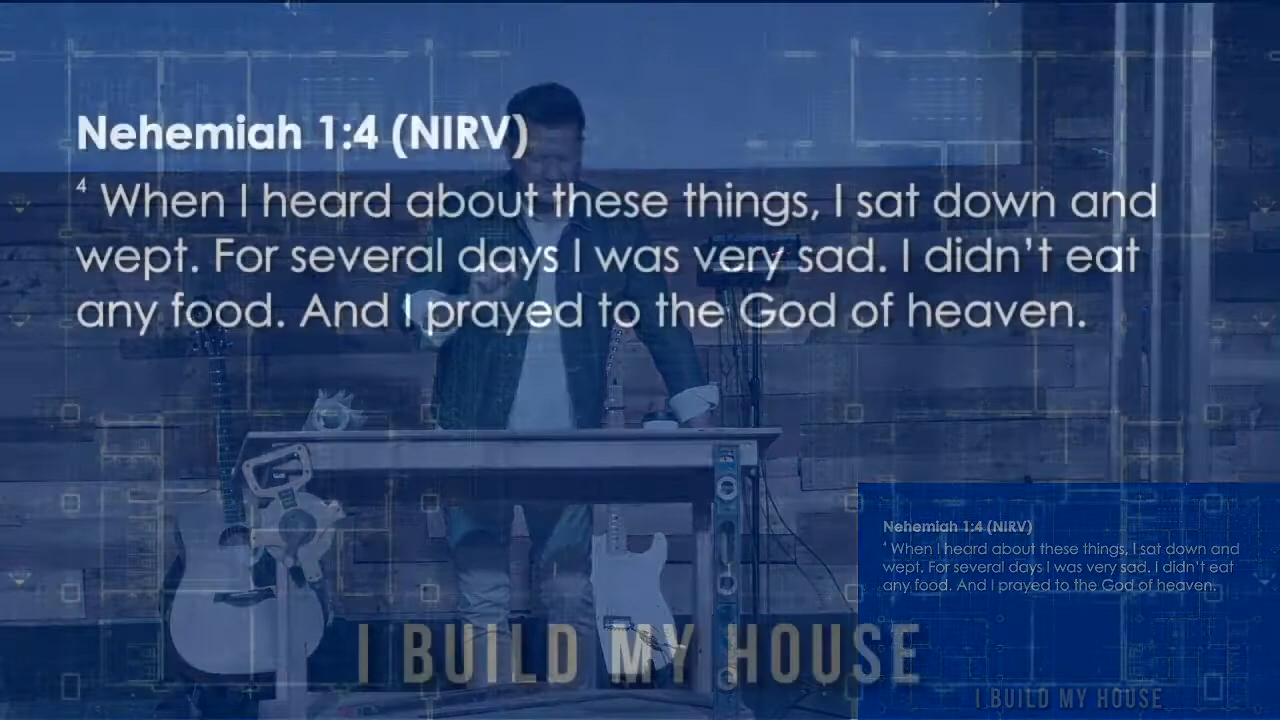 Nehemiah 1:4 (NIRV)
4 When I heard about these things, I sat down and
wept. For several days I was very sad. I didn’t eat
any food. And I prayed to the God of heaven.
I BUILD MY HOUSE
Nehemiah 1:4 (NIRV)
4 When I heard about these things, I sat down and
wept. For several days I was very sad. I didn’t eat
any food. And I prayed to the God of heaven.
I BUILD MY HOUSE